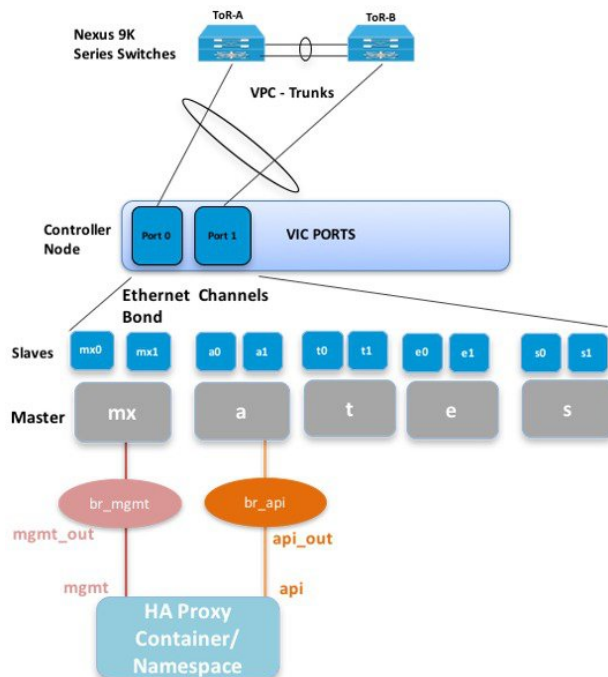 ToR-A
ToR-B
Nexus 9K
Series Switches
VPC - Trunks
Controller
Node
Port 0
Port 1
VIC PORTS
Ethernet Channels
Bond
Slaves
mx0
mx1
a0
a1
t0
t1
e0
e1
s0
s1
Master
mx
a
t
e
s
br_mgmt
br_api
mgmt_out
api_out
mgmt
api
HA Proxy
Container/
Namespace